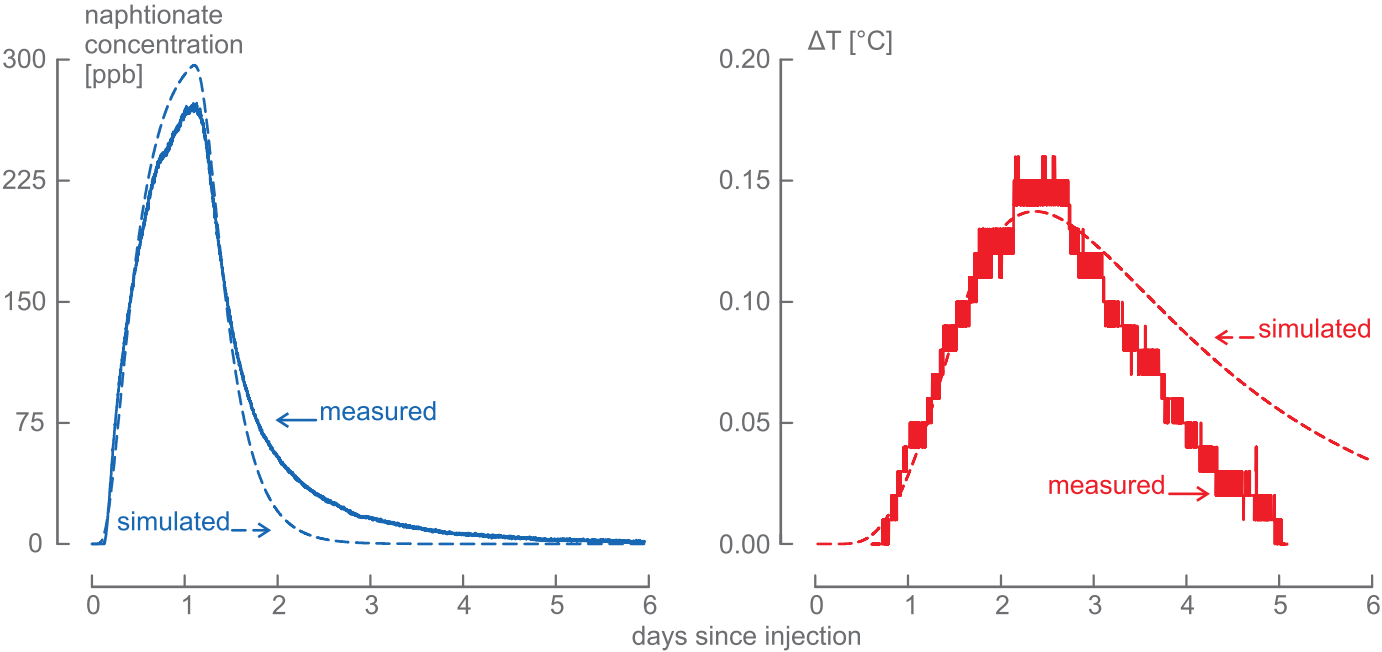 naphtionate
concentration
[ppb]
300
225
150
75
0
measured
simulated
0 1 2 3 4 5 6
ΔT [°C]
0.20
0.15
0.10
0.05
0.00
simulated
measured
0 1 2 3 4 5 6
days since injection